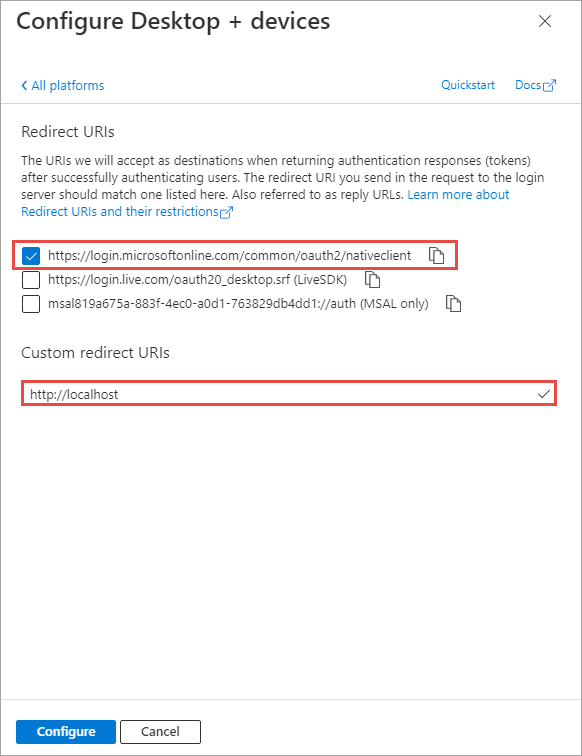 Configure Desktop + devices
All platforms
Quickstart
Docs
Redirect URIs
The URIs we will accept as destinations when returning authentication responses (tokens)
after successfully authenticating users. The redirect URI you send in the request to the login
server should match one listed here. Also referred to as reply URLs. Learn more about
Redirect URIs and their restrictions
https://login.microsoftonline.com/common/oauth2/nativeclient
https://login.live.com/oauth20_desktop.srf (LiveSDK)
msal819a675a-883f-4ec0-a0d1-763829db4dd1://auth (MSAL only)
Custom redirect URIs
http://localhost
Configure
Cancel